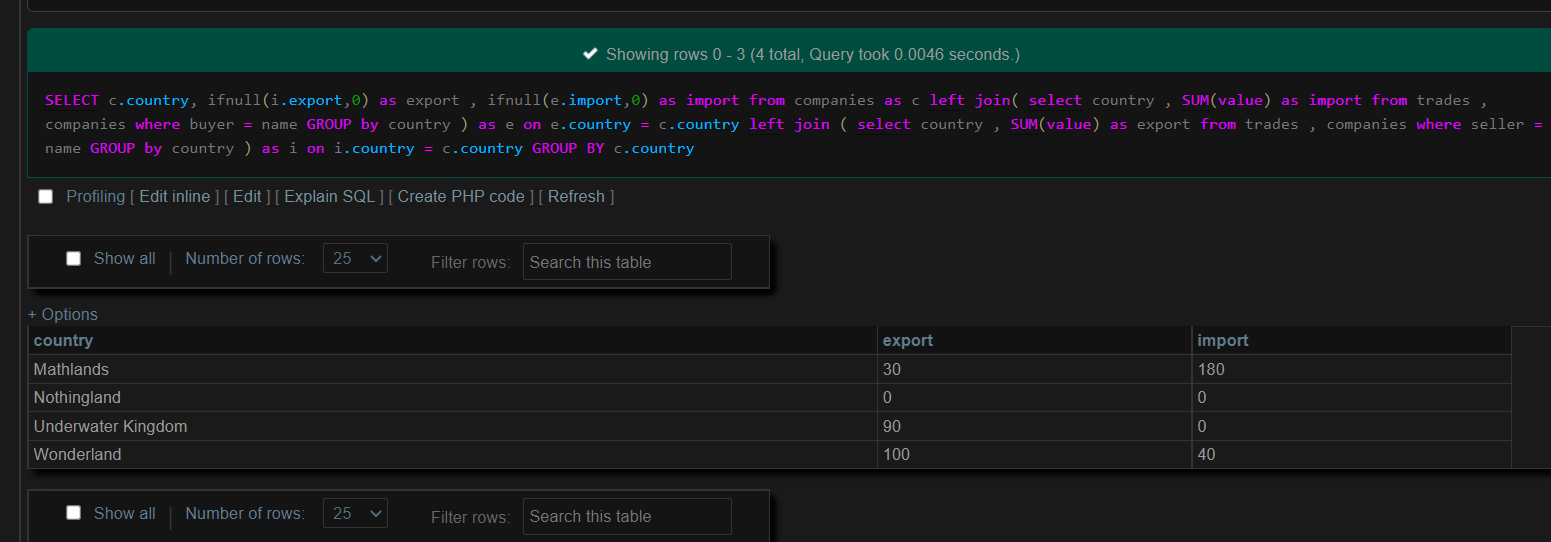 Showing rows 0 - 3 (4 total, Query took 0.0046 seconds.)
SELECT c.country, ifnull(i.export,0) as export , ifnull(e.import,0) as import from companies as c left join( select country , SUM(value) as import from trades ,
companies where buyer = name GROUP by country ) as e on e.country = c.country left join ( select country , SUM(value) as export from trades , companies where seller =
name GROUP by country ) as i on i.country = c.country GROUP BY c.country
Profiling [ Edit inline ] [ Edit ] [ Explain SQL ] [ Create PHP code ] [ Refresh ]
Show all | Number of rows: 25 Filter rows: Search this table
+ Options
country export import
Mathlands 30 180
Nothingland 0 0
Underwater Kingdom 90 0
Wonderland 100 40
Show all | Number of rows: 25 Filter rows: Search this table